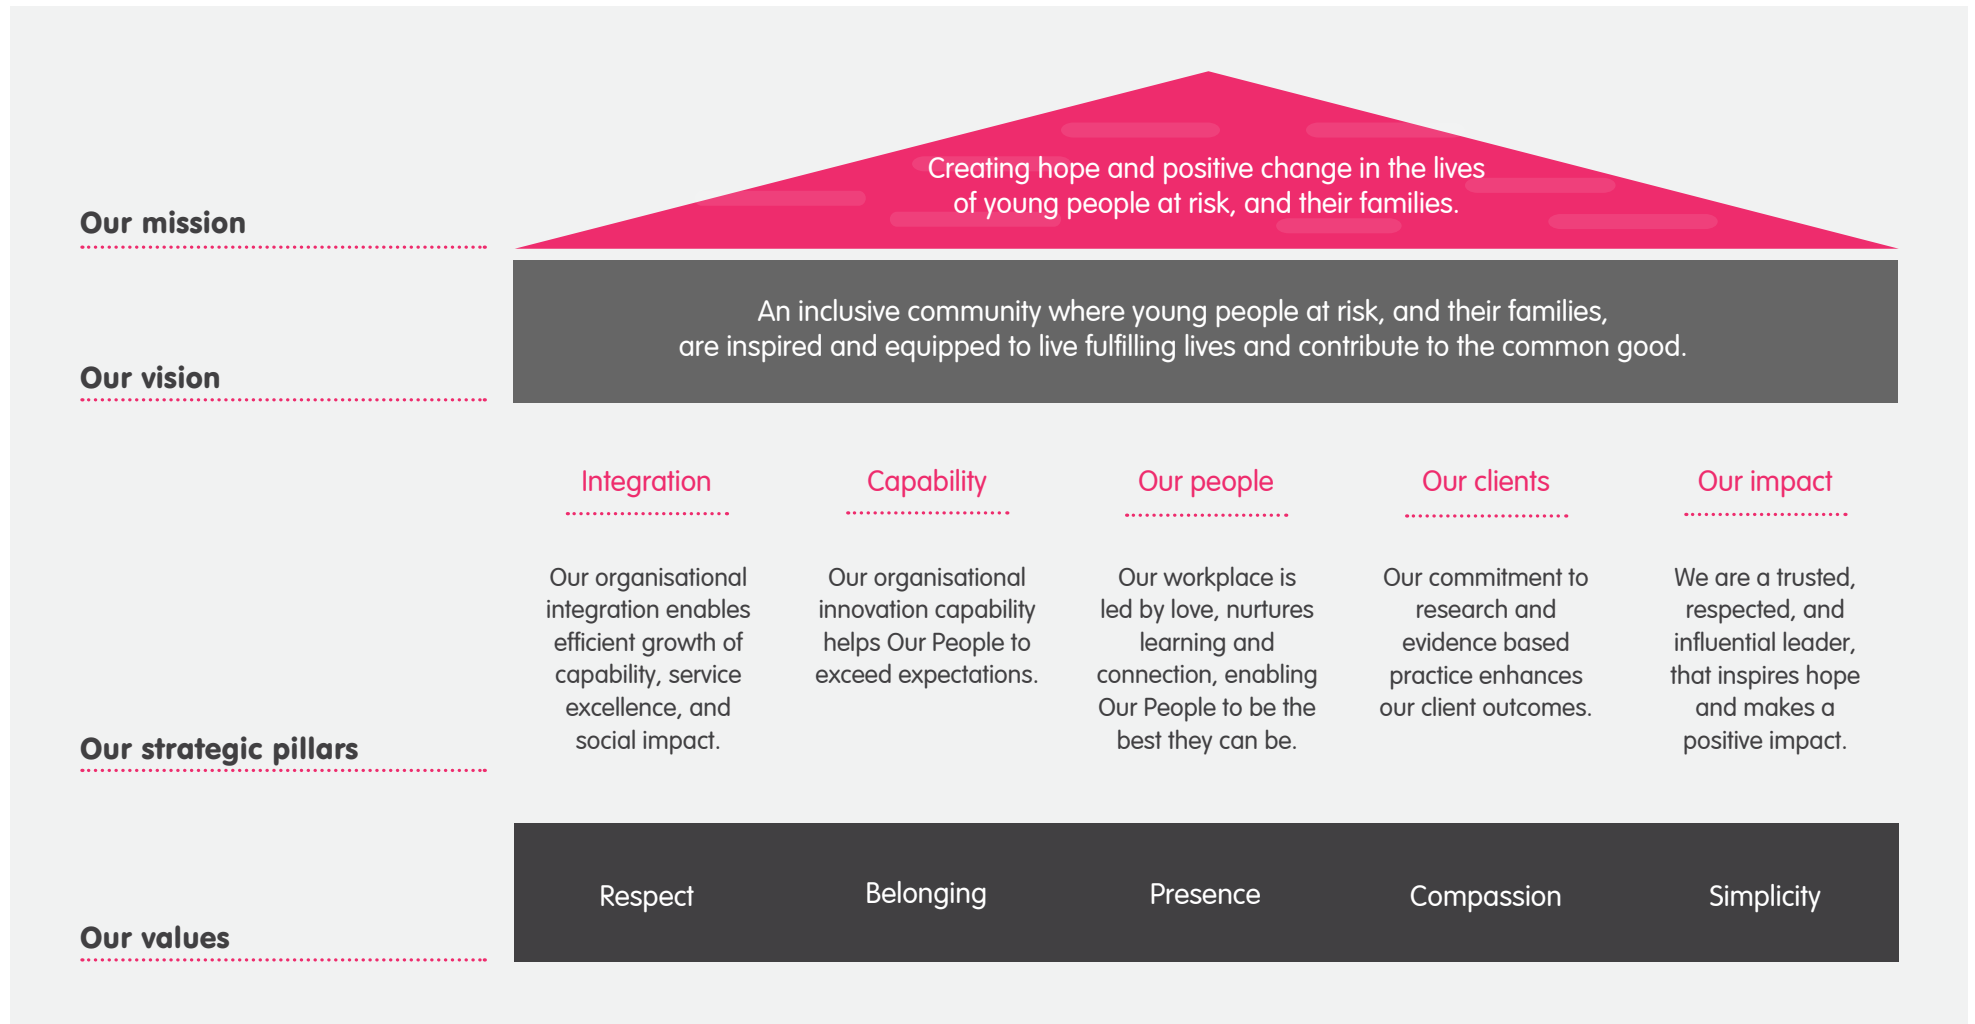 Our mission
Creating hope and positive change in the lives
of young people at risk, and their families.
Our vision
An inclusive community where young people at risk, and their families,
are inspired and equipped to live fulfilling lives and contribute to the common good.
Our strategic pillars
Integration
Our organisational
integration enables
efficient growth of
capability, service
excellence, and
social impact.
Capability
Our organisational
innovation capability
helps Our People to
exceed expectations.
Our people
Our workplace is
led by love, nurtures
learning and
connection, enabling
Our People to be the
best they can be.
Our clients
Our commitment to
research and
evidence based
practice enhances
our client outcomes.
Our impact
We are a trusted,
respected, and
influential leader,
that inspires hope
and makes a
positive impact.
Our values
Respect
Belonging
Presence
Compassion
Simplicity